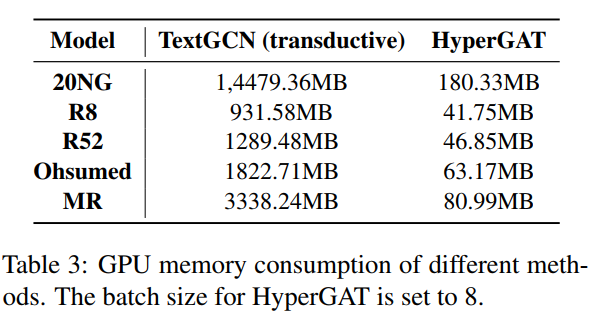 Model TextGCN (transductive) HyperGAT
20NG 1,4479.36MB 180.33MB
R8 931.58MB 41.75MB
R52 1289.48MB 46.85MB
Ohsumed 1822.71MB 63.17MB
MR 3338.24MB 80.99MB
Table 3: GPU memory consumption of different meth-
ods. The batch size for HyperGAT is set to 8.